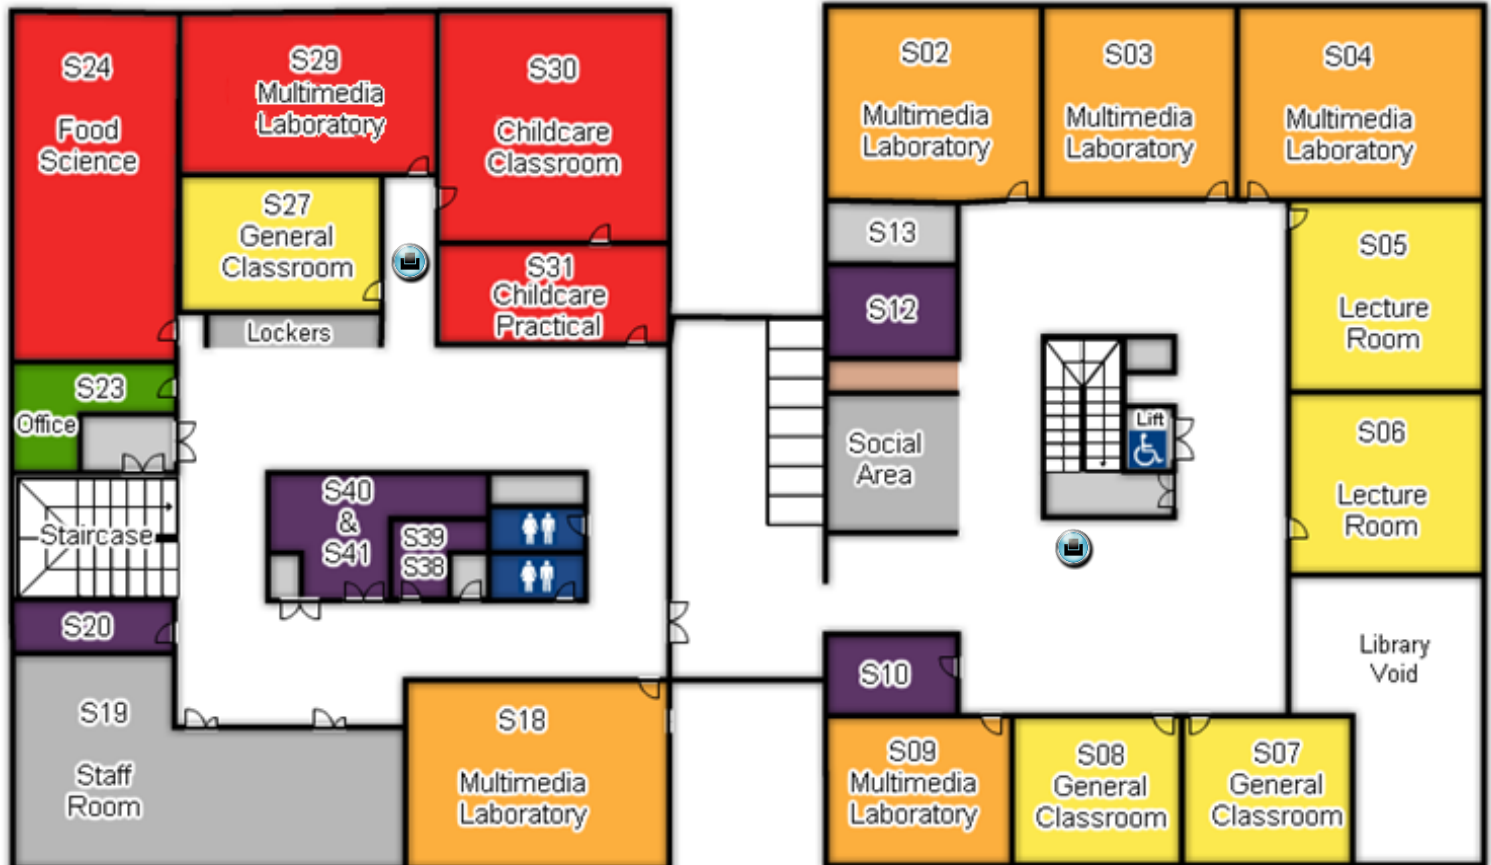 S24
Food
Science
S29
Multimedia
Laboratory
S30
Childcare
Classroom
S27
General
Classroom
S31
Childcare
Practical
Lockers
S23
Office
Staircase
S40
&
S41
S39
S38
S20
S19
Staff
Room
S18
Multimedia
Laboratory
S02
Multimedia
Laboratory
S03
Multimedia
Laboratory
S04
Multimedia
Laboratory
S13
S12
S05
Lecture
Room
Social
Area
Lift
S06
Lecture
Room
Library
Void
S10
S09
Multimedia
Laboratory
S08
General
Classroom
S07
General
Classroom